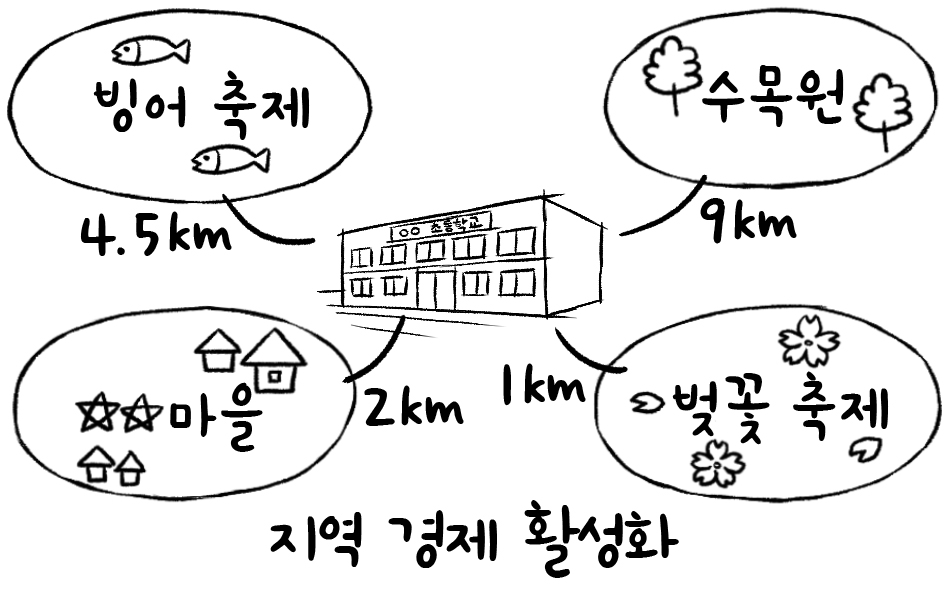 빙어 축제
수목원
4.5km
9km
○○ 초등학교
☆☆마을
2km
1km
벚꽃 축제
지역 경제 활성화